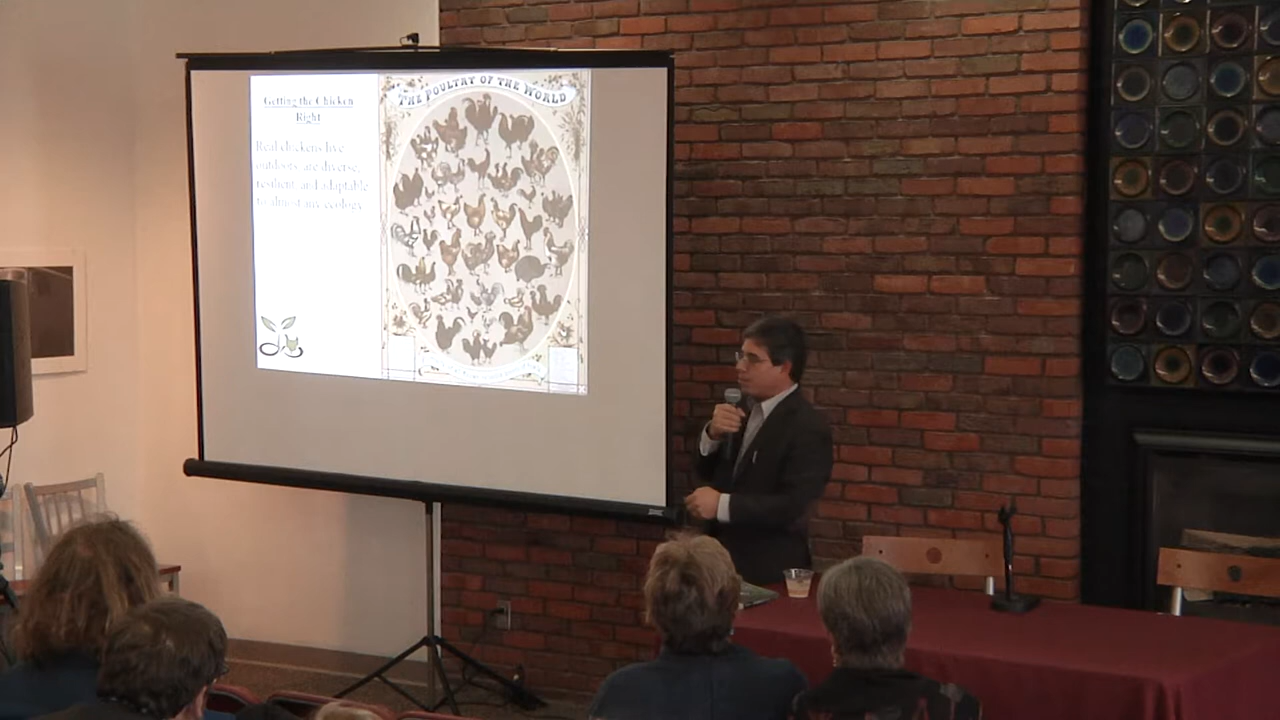 Getting the Chicken
Right
Real chickens live
outdoors, are diverse,
resilient and adaptable
to almost any ecology.
THE POULTRY OF THE WORLD